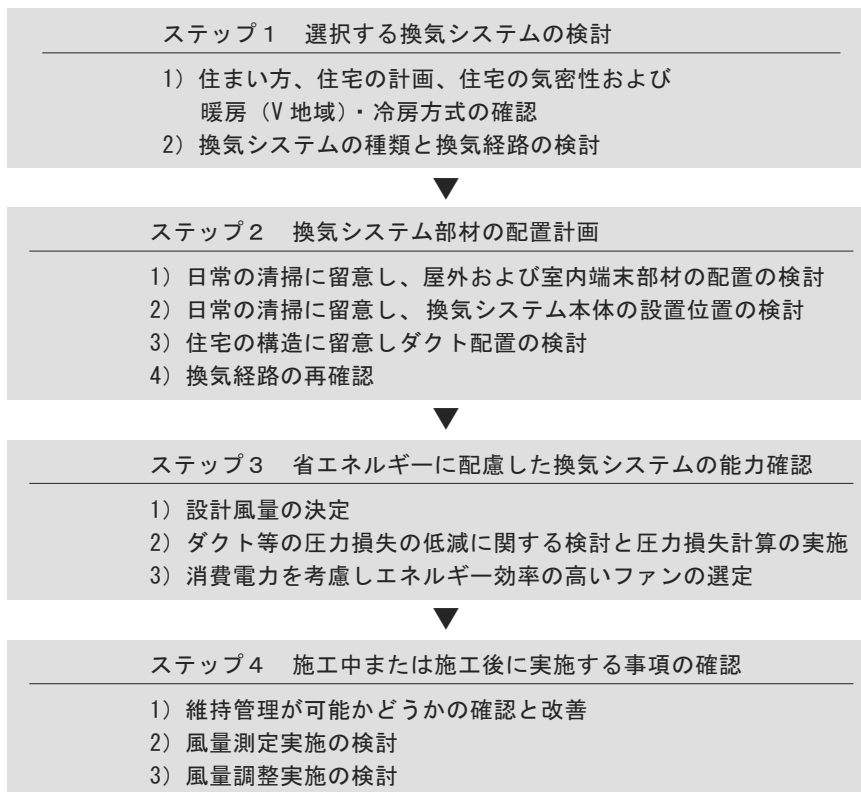 ステップ1　選択する換気システムの検討
1）住まい方、住宅の計画、住宅の気密性および
暖房（V地域）・冷房方式の確認
2）換気システムの種類と換気経路の検討
▼
ステップ2　換気システム部材の配置計画
1）日常の清掃に留意し、屋外および室内端末部材の配置の検討
2）日常の清掃に留意し、換気システム本体の設置位置の検討
3）住宅の構造に留意しダクト配置の検討
4）換気経路の再確認
▼
ステップ3　省エネルギーに配慮した換気システムの能力確認
1）設計風量の決定
2）ダクト等の圧力損失の低減に関する検討と圧力損失計算の実施
3）消費電力を考慮しエネルギー効率の高いファンの選定
▼
ステップ4　施工中または施工後に実施する事項の確認
1）維持管理が可能かどうかの確認と改善
2）風量測定実施の検討
3）風量調整実施の検討